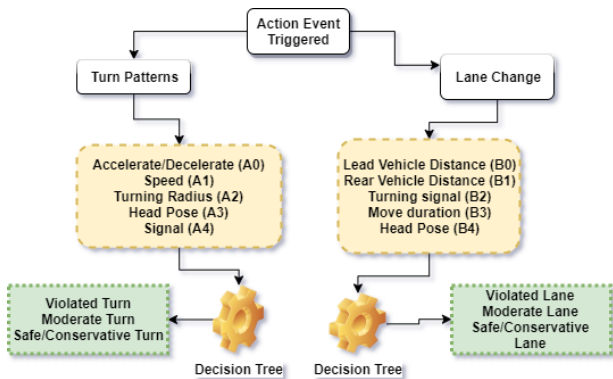 Action Event
Triggered
Turn Patterns
Lane Change
Accelerate/Decelerate (A0)
Speed (A1)
Turning Radius (A2)
Head Pose (A3)
Signal (A4)
Lead Vehicle Distance (B0)
Rear Vehicle Distance (B1)
Turning signal (B2)
Move duration (B3)
Head Pose (B4)
Violated Turn
Moderate Turn
Safe/Conservative Turn
Decision Tree
Decision Tree
Violated Lane
Moderate Lane
Safe/Conservative
Lane